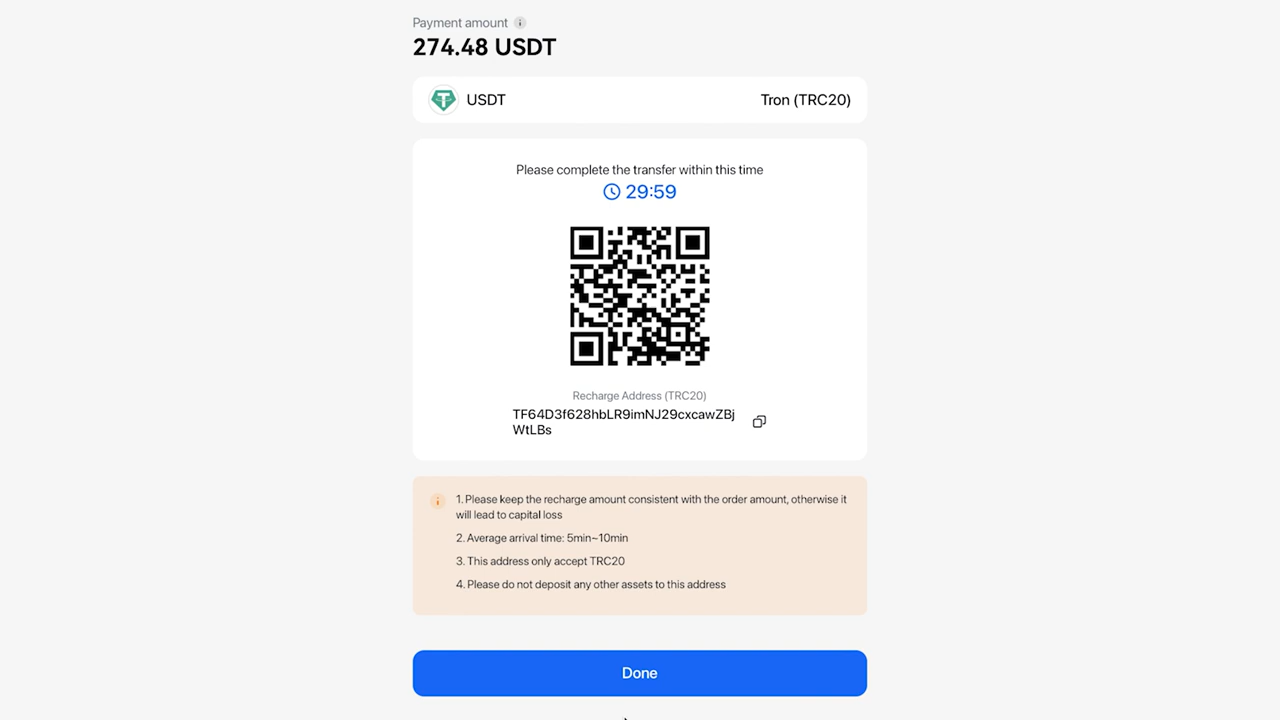 Payment amount
274.48 USDT
USDT
Tron (TRC20)
Please complete the transfer within this time
29:59
Recharge Address (TRC20)
TF64D3f628hbLR9imNJ29cxcawZBj
WtLBs
1. Please keep the recharge amount consistent with the order amount, otherwise it
will lead to capital loss
2. Average arrival time: 5min~10min
3. This address only accept TRC20
4. Please do not deposit any other assets to this address
Done